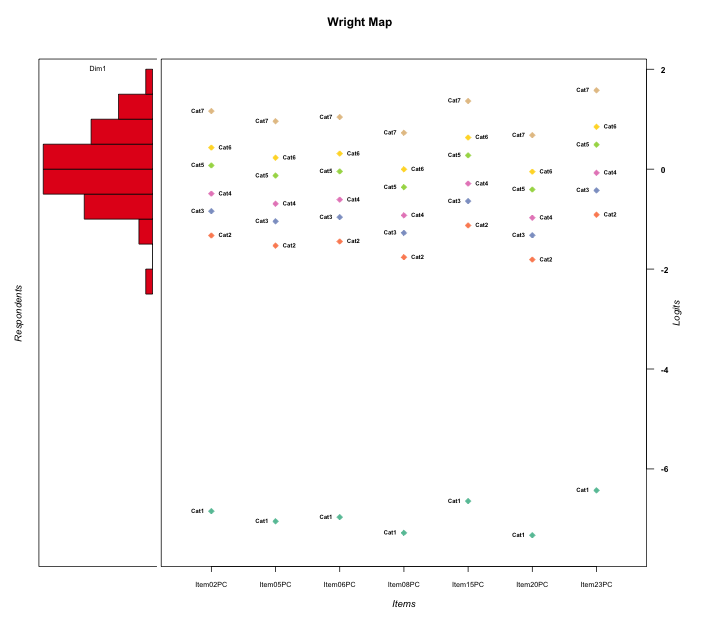 Wright Map
Dim1
2
Cat7
Cat7
Cat7
Cat7
Cat7
Cat7
Cat7
Cat6
Cat6
Cat6
Cat6
Cat6
Cat6
Cat6
Cat5
Cat5
Cat5
Cat5
Cat5
Cat5
Cat5
0
Cat4
Cat4
Cat4
Cat4
Cat4
Cat4
Cat4
Cat3
Cat3
Cat3
Cat3
Cat3
Cat3
Cat3
Cat2
Cat2
Cat2
Cat2
Cat2
Cat2
Cat2
-2
-4
-6
Cat1
Cat1
Cat1
Cat1
Cat1
Cat1
Cat1
Respondents
Logits
Item02PC
Item05PC
Item06PC
Item08PC
Item15PC
Item20PC
Item23PC
Items